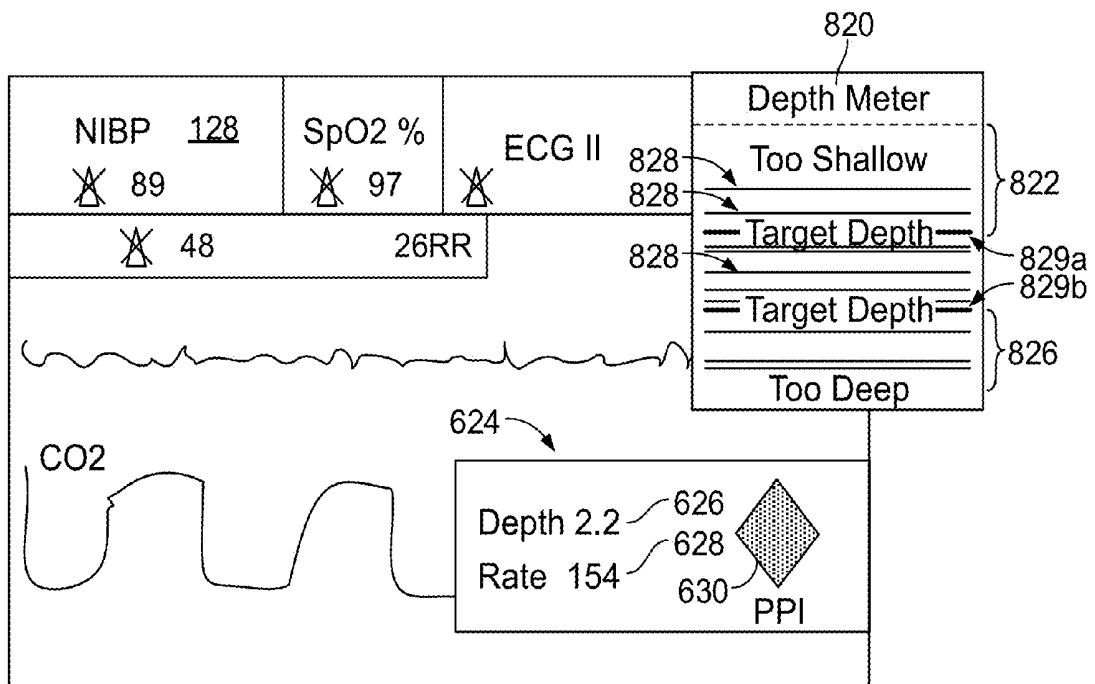 820
Depth Meter
NIBP 128
SpO2 %
ECG II
89
97
Too Shallow
828
828
822
Target Depth
829a
48
26RR
828
829b
Target Depth
826
Too Deep
624
CO2
Depth 2.2
626
Rate 154
628
630
PPI